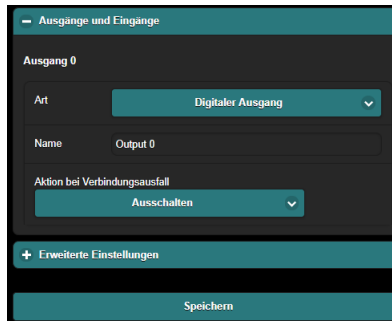 Ausgänge und Eingänge
Ausgang 0
Art
Digitaler Ausgang
Name
Output 0
Aktion bei Verbindungsausfall
Ausschalten
Erweiterte Einstellungen
Speichern